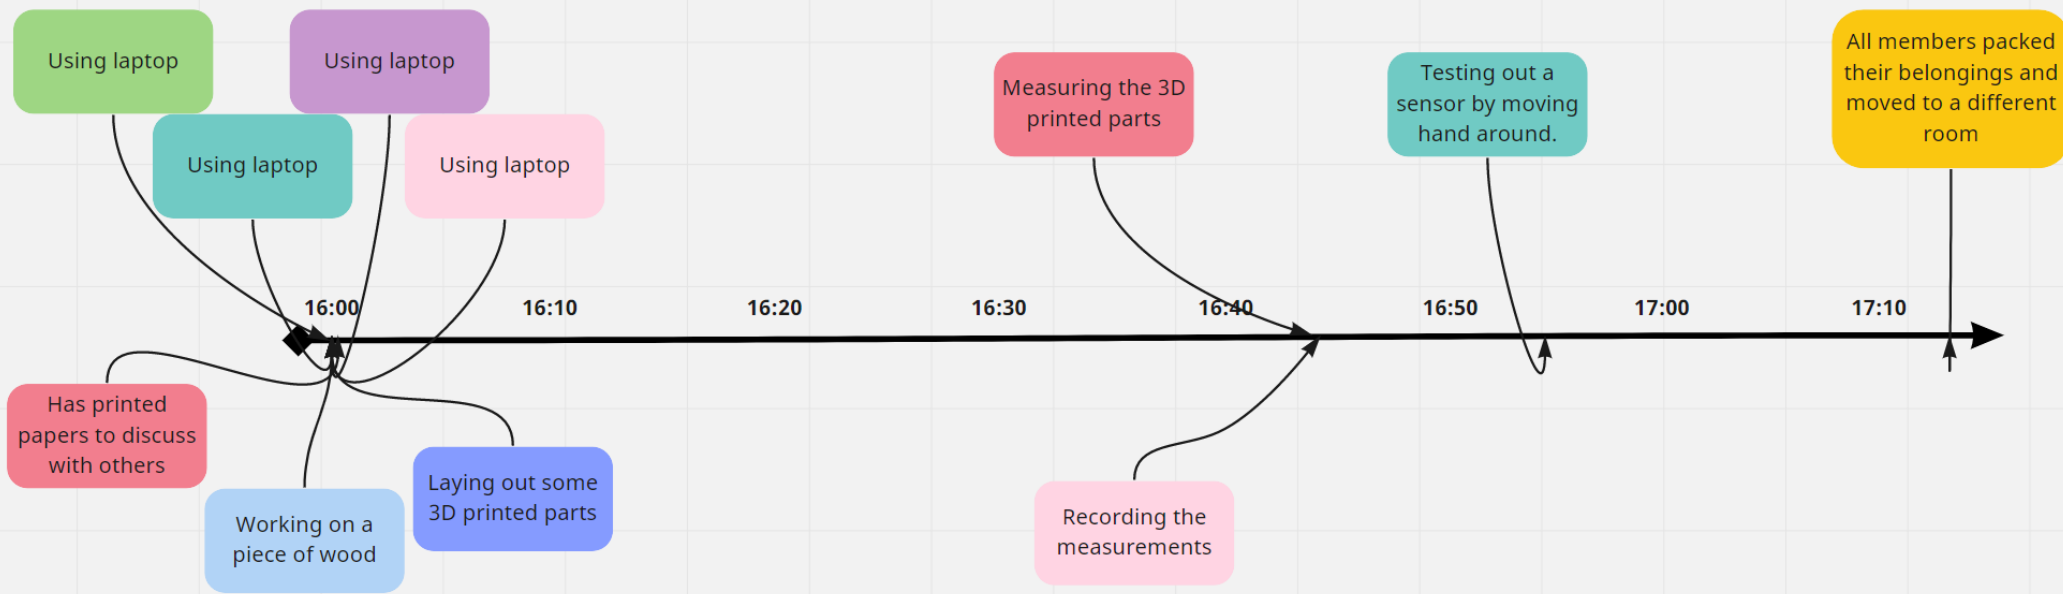 Using laptop
Using laptop
Using laptop
Using laptop
Measuring the 3D
printed parts
Testing out a
sensor by moving
hand around.
All members packed
their belongings and
moved to a different
room
16:00
16:10
16:20
16:30
16:40
16:50
17:00
17:10
Has printed
papers to discuss
with others
Working on a
piece of wood
Laying out some
3D printed parts
Recording the
measurements